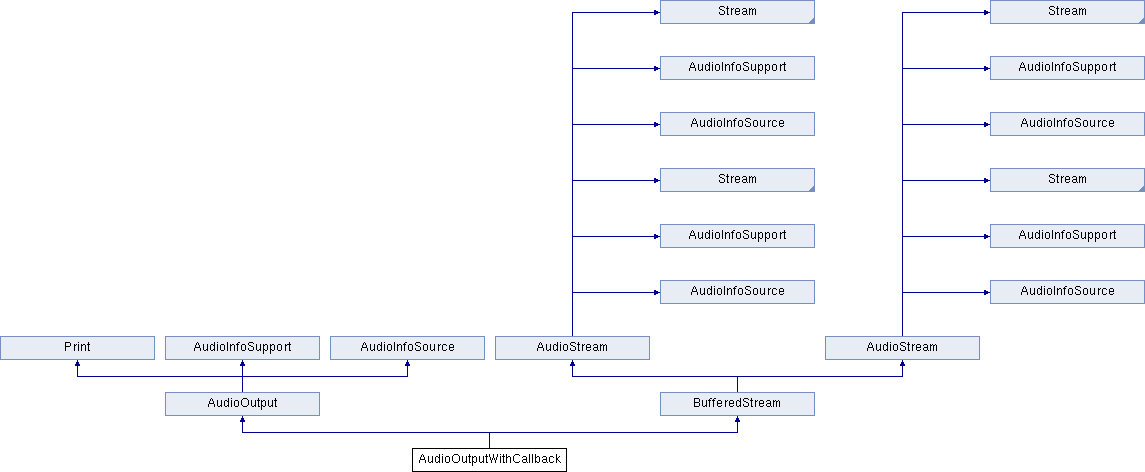 Stream Stream
AudioInfoSupport AudioInfoSupport
AudioInfoSource AudioInfoSource
Stream Stream
AudioInfoSupport AudioInfoSupport
AudioInfoSource AudioInfoSource
Print AudioInfoSupport AudioInfoSource AudioStream AudioStream
AudioOutput BufferedStream
AudioOutputWithCallback